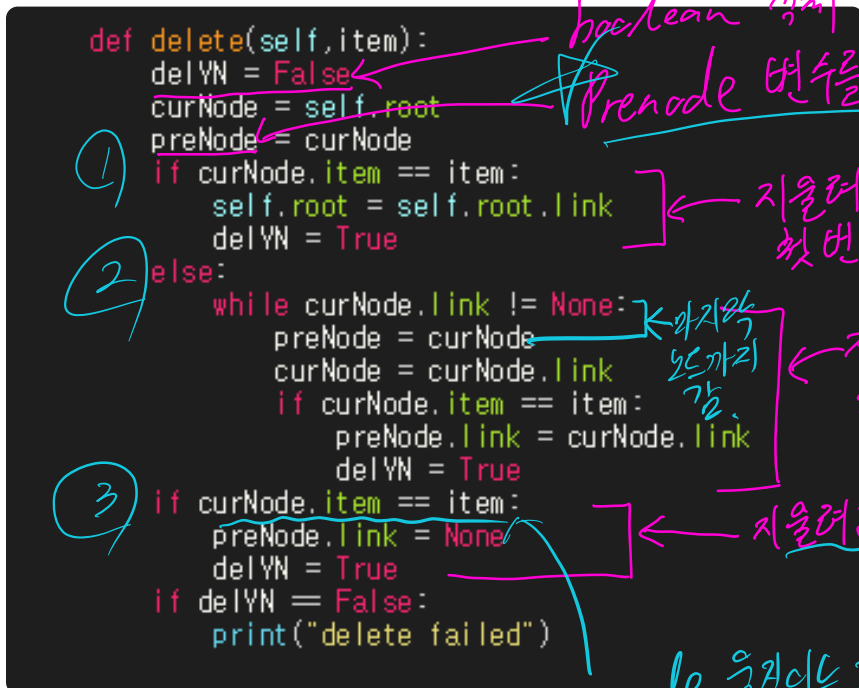 boolean
def delete(self,item):
delYN = False
Prenode 변수를
curNode = self.root
preNode = curNode
①
if curNode.item == item:
self.root = self.root.link
지울려
delYN = True
첫 번
②
else:
while curNode.link != None:
마지막
preNode = curNode
노드까지
curNode = curNode.link
감.
if curNode.item == item:
preNode.link = curNode.link
delYN = True
③
if curNode.item == item:
preNode.link = None
지울려
delYN = True
if delYN == False:
print("delete failed")